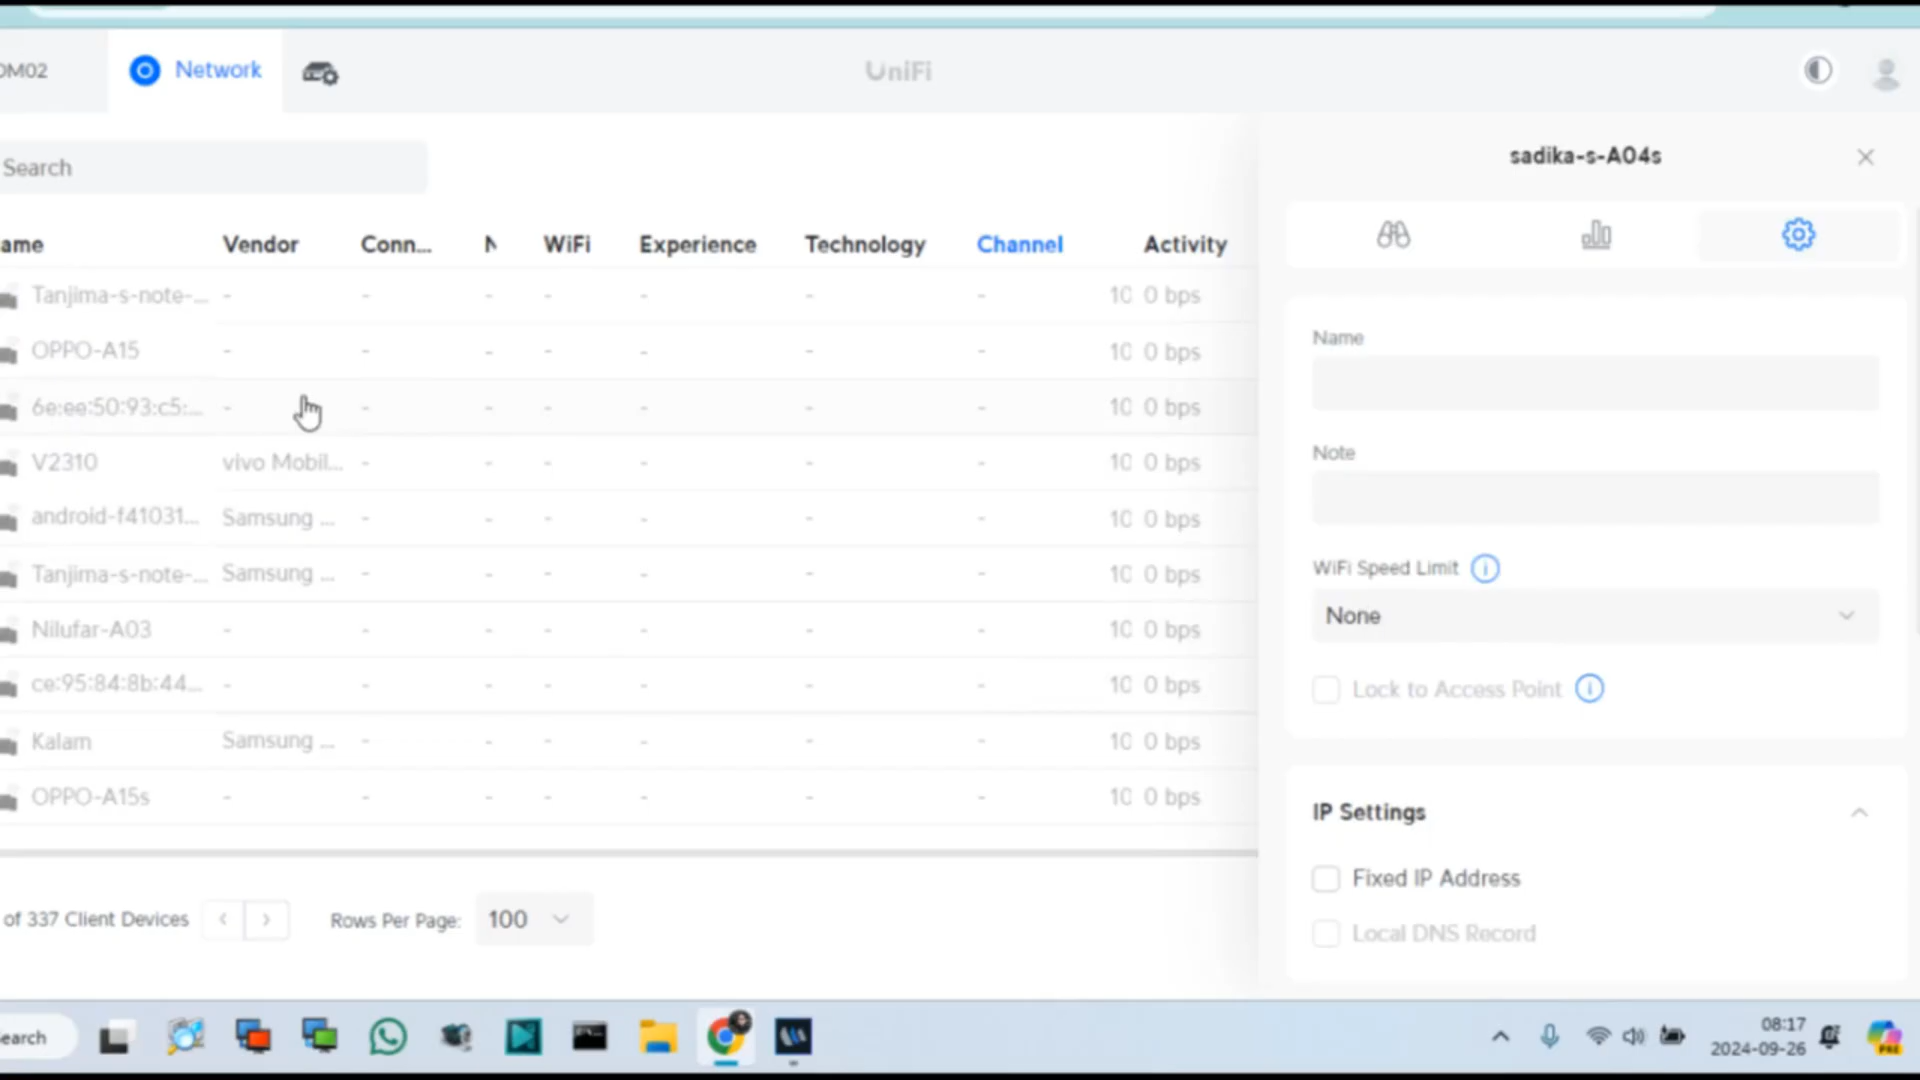 DM02 Network UniFi
Search
ame Vendor Conn... N WiFi Experience Technology Channel Activity
Tanjima-s-note-... - - - - - - - 10 0 bps
OPPO-A15 - - - - - - - 10 0 bps
6e:ee:50:93:c5:... - - - - - - - 10 0 bps
V2310 vivo Mobil... - - - - - - 10 0 bps
android-f41031... Samsung ... - - - - - - 10 0 bps
Tanjima-s-note-... Samsung ... - - - - - - 10 0 bps
Nilufar-A03 - - - - - - - 10 0 bps
ce:95:84:8b:44... - - - - - - - 10 0 bps
Kalam Samsung ... - - - - - - 10 0 bps
OPPO-A15s - - - - - - - 10 0 bps
of 337 Client Devices < > Rows Per Page: 100
sadika-s-A04s
Name
Note
WiFi Speed Limit
None
Lock to Access Point
IP Settings
Fixed IP Address
Local DNS Record
earch
08:17
2024-09-26
PRE